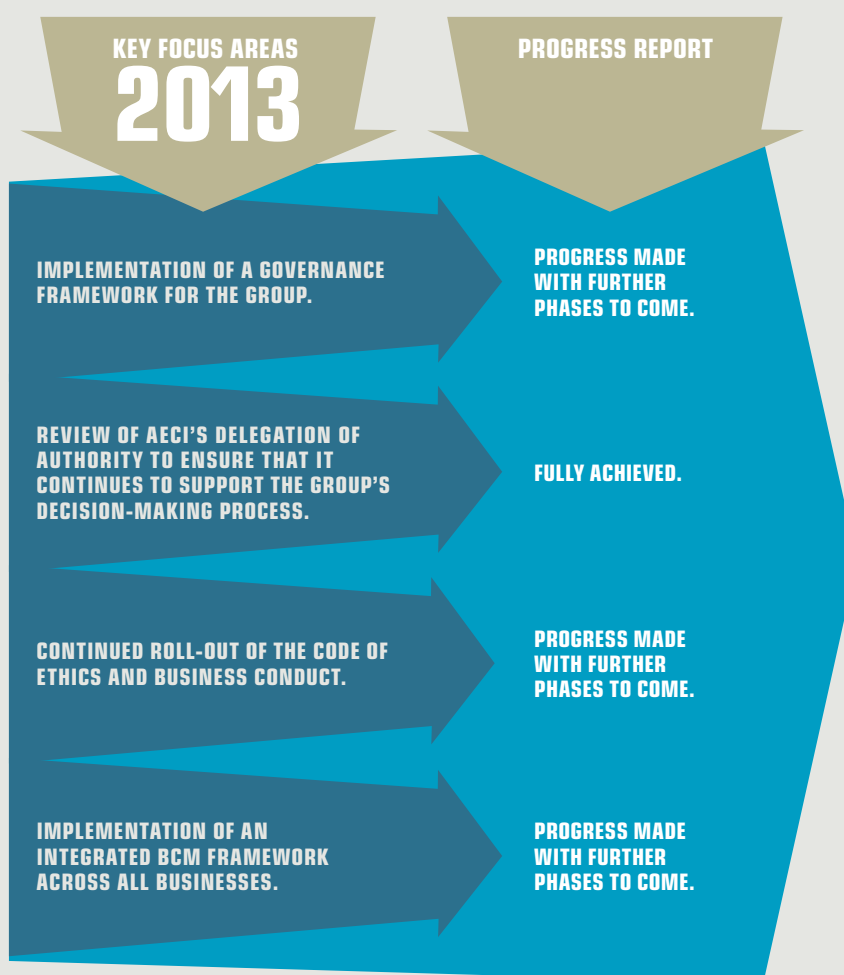 KEY FOCUS AREAS
2013
PROGRESS REPORT
IMPLEMENTATION OF A GOVERNANCE
FRAMEWORK FOR THE GROUP.
PROGRESS MADE
WITH FURTHER
PHASES TO COME.
REVIEW OF AECI'S DELEGATION OF
AUTHORITY TO ENSURE THAT IT
CONTINUES TO SUPPORT THE GROUP'S
DECISION-MAKING PROCESS.
FULLY ACHIEVED.
CONTINUED ROLL-OUT OF THE CODE OF
ETHICS AND BUSINESS CONDUCT.
PROGRESS MADE
WITH FURTHER
PHASES TO COME.
IMPLEMENTATION OF AN
INTEGRATED BCM FRAMEWORK
ACROSS ALL BUSINESSES.
PROGRESS MADE
WITH FURTHER
PHASES TO COME.